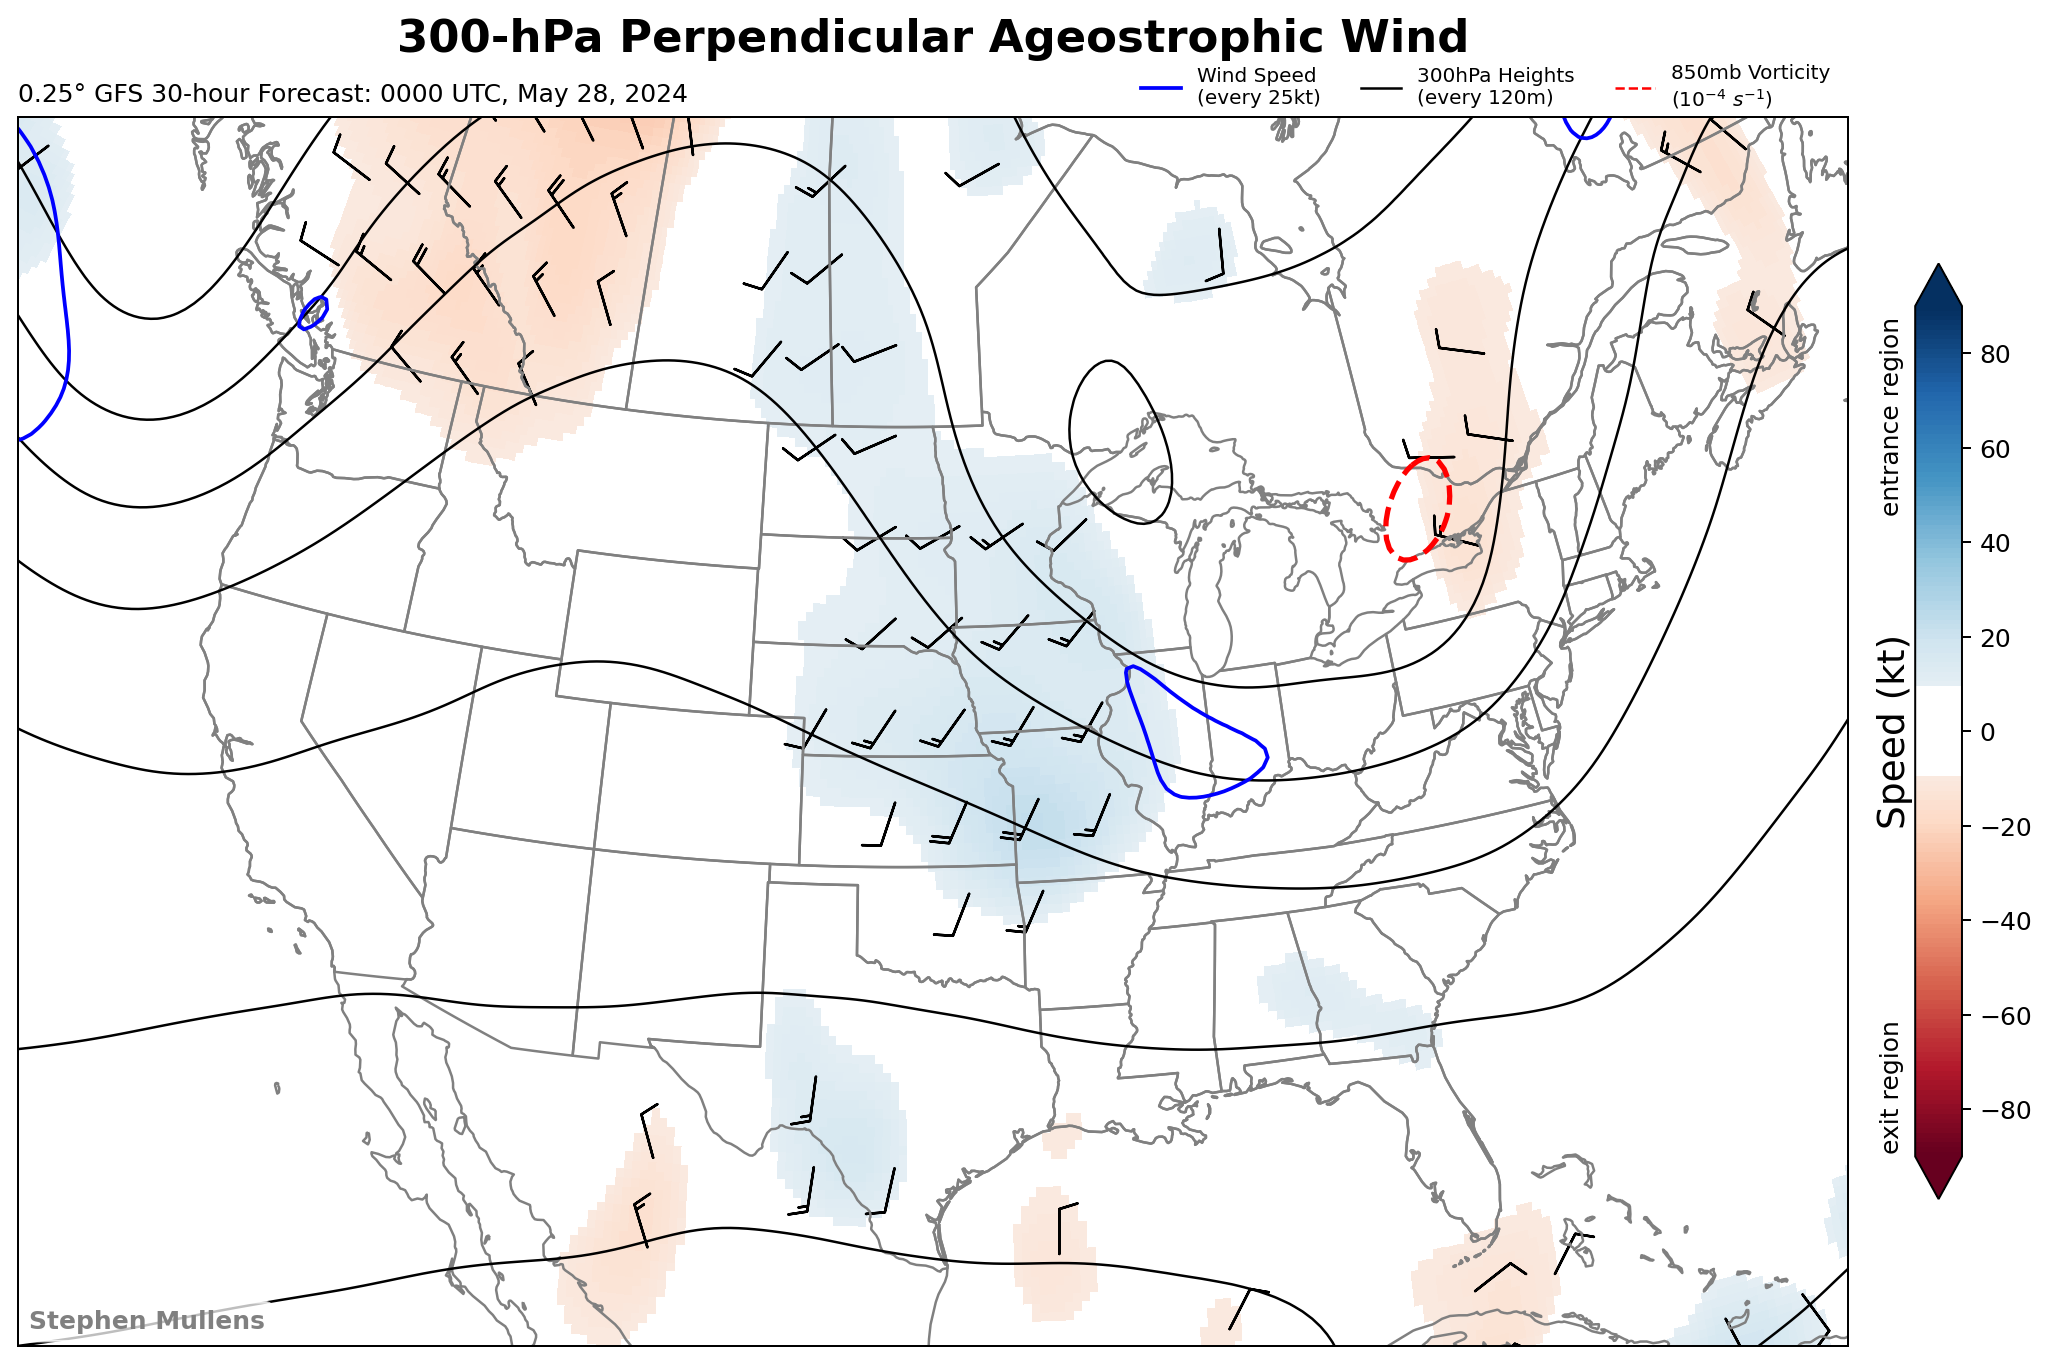 300-hPa Perpendicular Ageostrophic Wind
0.25° GFS 30-hour Forecast: 0000 UTC, May 28, 2024
Wind Speed
(every 25kt)
300hPa Heights
(every 120m)
850mb Vorticity
(10⁻⁴ s⁻¹)
entrance region
Speed (kt)
exit region
80
60
40
20
0
−20
−40
−60
−80
Stephen Mullens